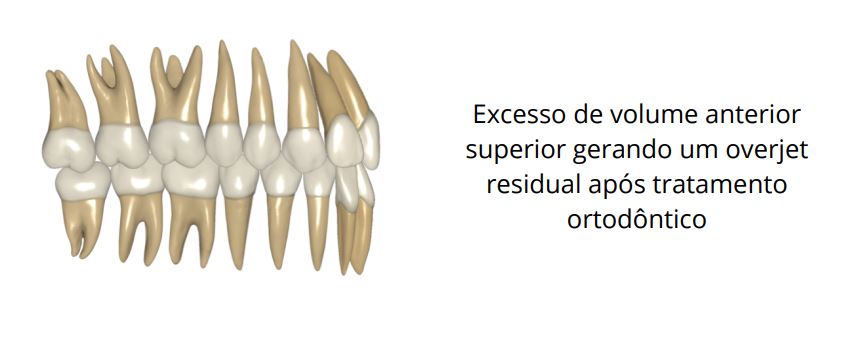 Excesso de volume anterior
superior gerando um overjet
residual após tratamento
ortodôntico